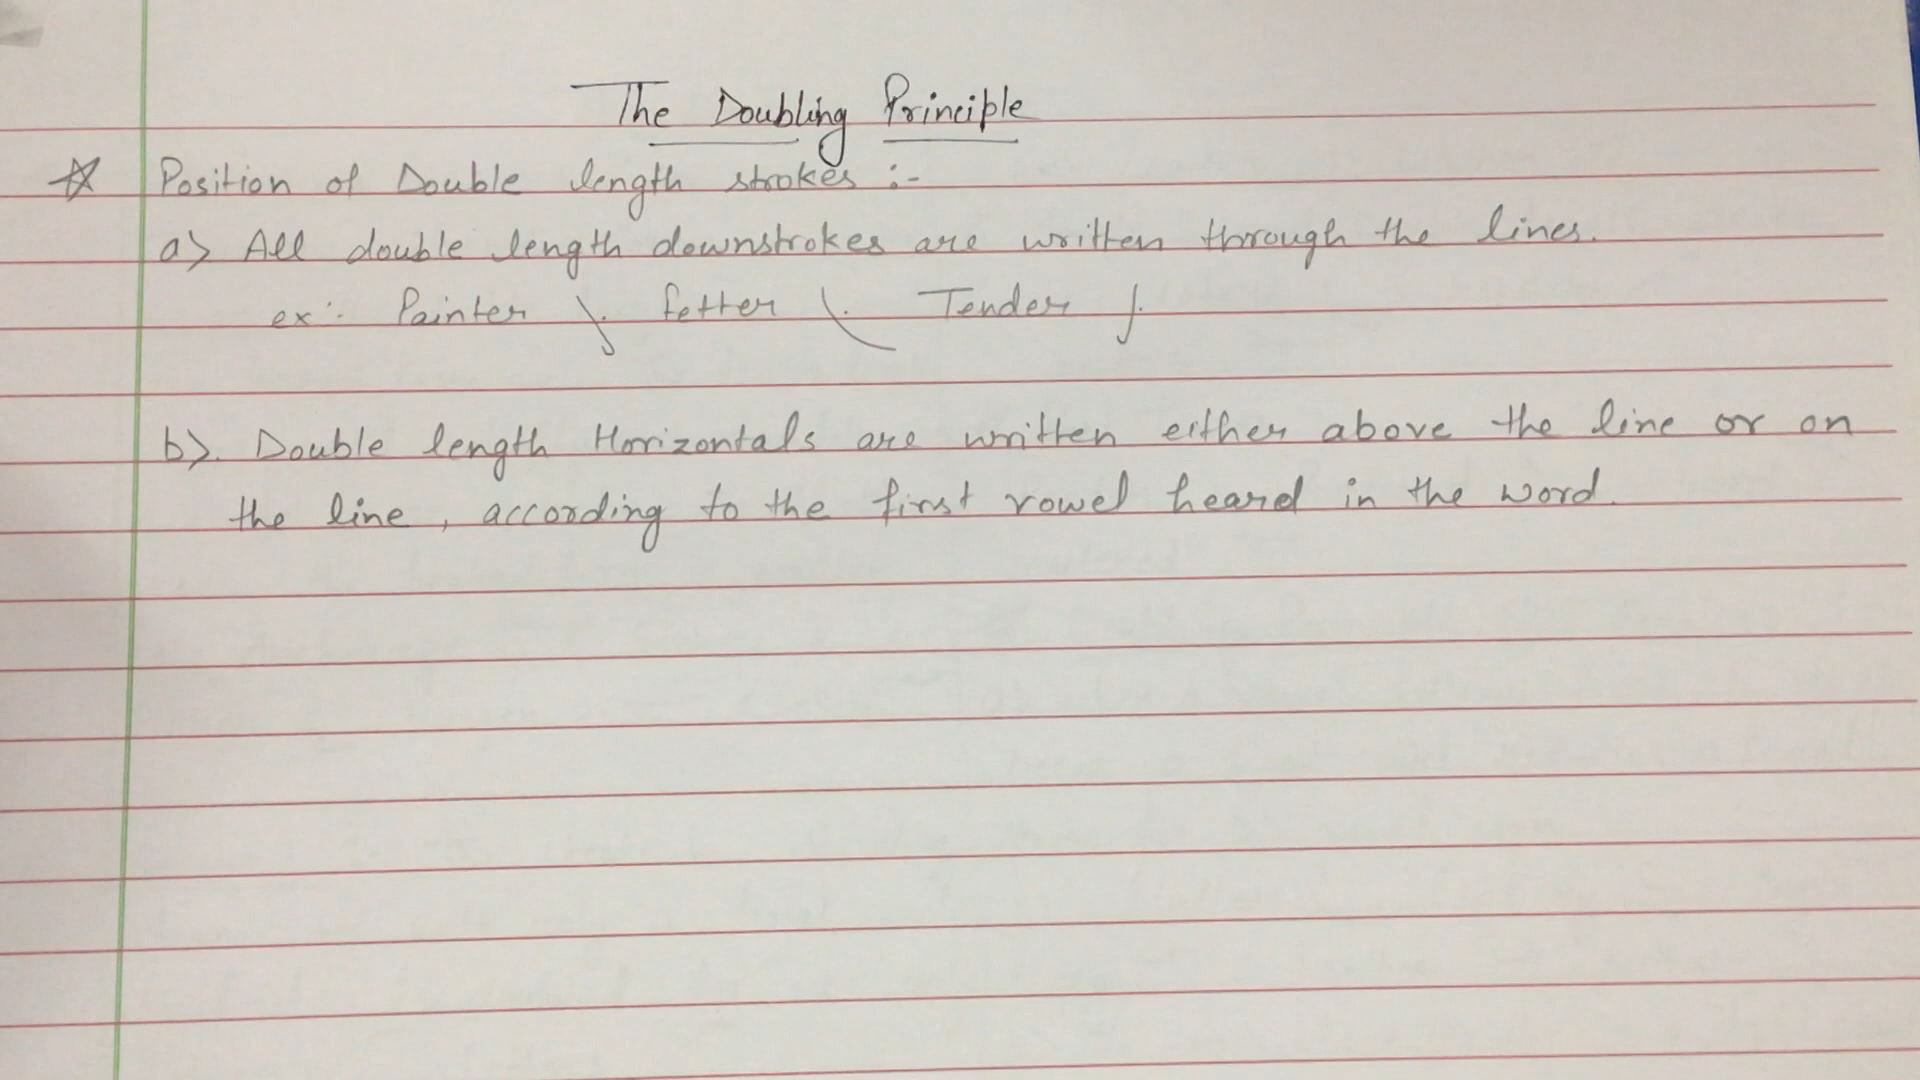 The Doubling Principle
☆ Position of Double length strokes :-
a) All double length downstrokes are written through the lines.
ex: Painter fetter Tender
b). Double length Horizontals are written either above the line or on
the line, according to the first vowel heard in the word.